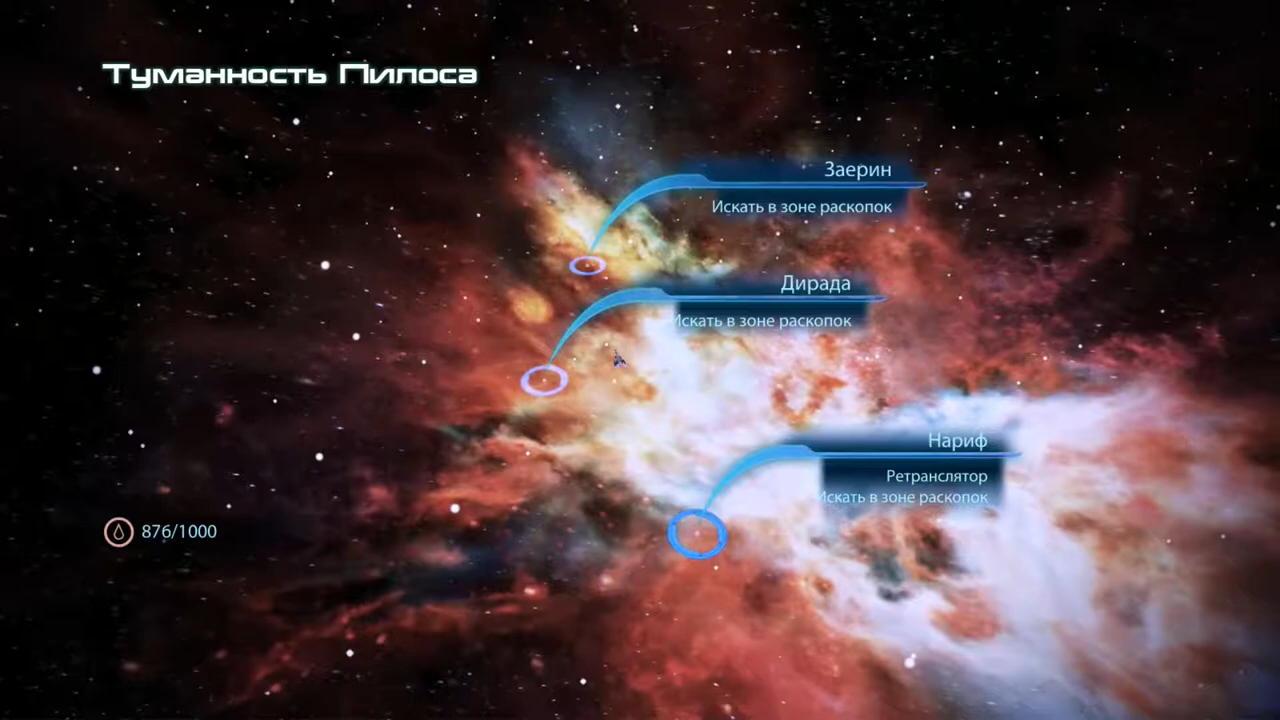 Туманность Пилоса
Заерин
Искать в зоне раскопок
Дирада
Искать в зоне раскопок
Нариф
Ретранслятор
Искать в зоне раскопок
876/1000